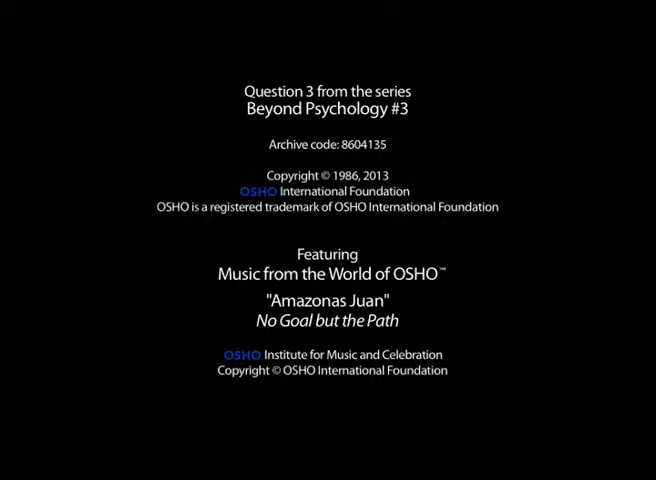 Question 3 from the series
Beyond Psychology #3
Archive code: 8604135
Copyright © 1986, 2013
OSHO International Foundation
OSHO is a registered trademark of OSHO International Foundation
Featuring
Music from the World of OSHO™
"Amazonas Juan"
No Goal but the Path
OSHO Institute for Music and Celebration
Copyright © OSHO International Foundation